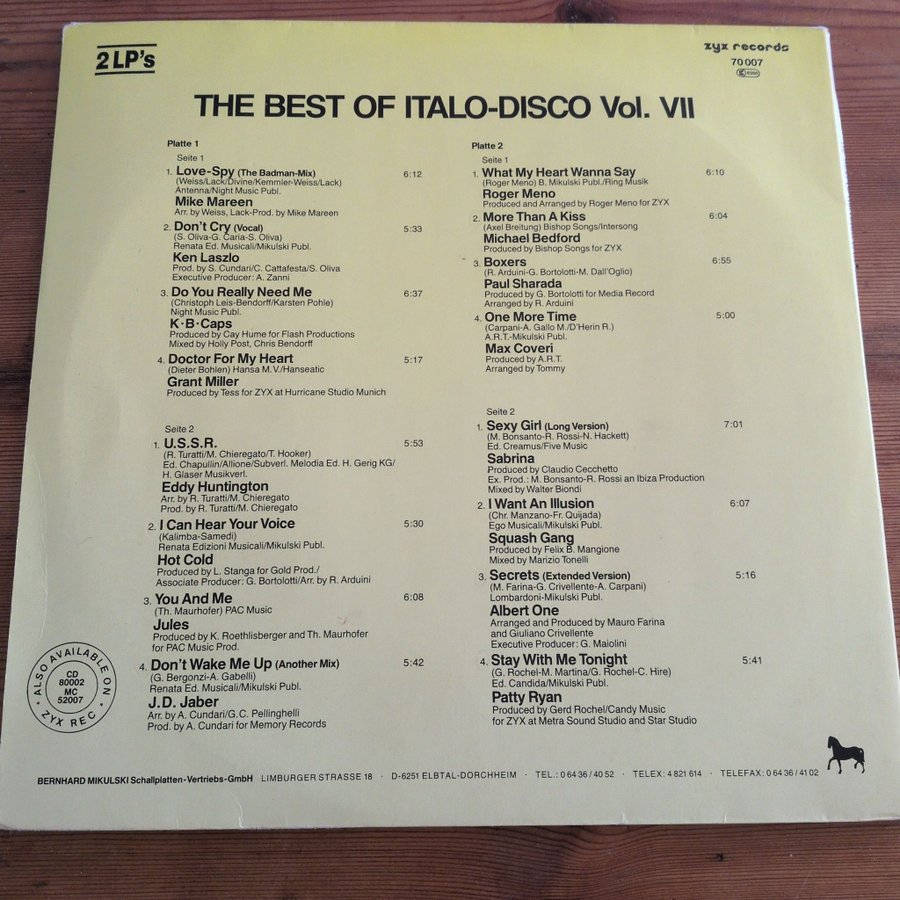 2 LP's
zyx records
70 007
THE BEST OF ITALO-DISCO Vol. VII
Platte 1
Seite 1
1. Love-Spy (The Badman-Mix) 6:12
(Weiss/Lack/Divine/Kemmler-Weiss/Lack)
Antenna/Night Music Publ.
Mike Mareen
Arr. by Weiss, Lack-Prod. by Mike Mareen
2. Don't Cry (Vocal) 5:33
(S. Oliva-G. Caria-S. Oliva)
Renata Ed. Musicali/Mikulski Publ.
Ken Laszlo
Prod. by S. Cundari/C. Cattafesta/S. Oliva
Executive Producer: A. Zanni
3. Do You Really Need Me 6:37
(Christoph Leis-Bendorff/Karsten Pohle)
Night Music Publ.
K·B·Caps
Produced by Cay Hume for Flash Productions
Mixed by Holly Post, Chris Bendorff
4. Doctor For My Heart 5:17
(Dieter Bohlen) Hansa M.V./Hanseatic
Grant Miller
Produced by Tess for ZYX at Hurricane Studio Munich
Seite 2
1. U.S.S.R. 5:53
(R. Turatti/M. Chieregato/T. Hooker)
Ed. Chapullin/Allione/Subverl. Melodia Ed. H. Gerig KG/
H. Glaser Musikverl.
Eddy Huntington
Arr. by R. Turatti/M. Chieregato
Prod. by R. Turatti/M. Chieregato
2. I Can Hear Your Voice 5:30
(Kalimba-Samedi)
Renata Edizioni Musicali/Mikulski Publ.
Hot Cold
Produced by L. Stanga for Gold Prod./
Associate Producer: G. Bortolotti/Arr. by R. Arduini
3. You And Me 6:08
(Th. Maurhofer) PAC Music
Jules
Produced by K. Roethlisberger and Th. Maurhofer
for PAC Music Prod.
4. Don't Wake Me Up (Another Mix) 5:42
(G. Bergonzi-A. Gabelli)
Renata Ed. Musicali/Mikulski Publ.
J.D. Jaber
Arr. by A. Cundari/G.C. Pellinghelli
Prod. by A. Cundari for Memory Records
Platte 2
Seite 1
1. What My Heart Wanna Say 6:10
(Roger Meno) B. Mikulski Publ./Ring Musik
Roger Meno
Produced and Arranged by Roger Meno for ZYX
2. More Than A Kiss 6:04
(Axel Breitung) Bishop Songs/Intersong
Michael Bedford
Produced by Bishop Songs for ZYX
3. Boxers 6:55
(R. Arduini-G. Bortolotti-M. Dall'Oglio)
Paul Sharada
Produced by G. Bortolotti for Media Record
Arranged by R. Arduini
4. One More Time 5:00
(Carpani-A. Gallo M./D'Herin R.)
A.R.T.-Mikulski Publ.
Max Coveri
Produced by A.R.T.
Arranged by Tommy
Seite 2
1. Sexy Girl (Long Version) 7:01
(M. Bonsanto-R. Rossi-N. Hackett)
Ed. Creamus/Five Music
Sabrina
Produced by Claudio Cecchetto
Ex. Prod.: M. Bonsanto-R. Rossi an Ibiza Production
Mixed by Walter Biondi
2. I Want An Illusion 6:07
(Chr. Manzano-Fr. Quijada)
Ego Musicali/Mikulski Publ.
Squash Gang
Produced by Felix B. Mangione
Mixed by Marizio Tonelli
3. Secrets (Extended Version) 5:16
(M. Farina-G. Crivellente-A. Carpani)
Lombardoni-Mikulski Publ.
Albert One
Arranged and Produced by Mauro Farina
and Giuliano Crivellente
Executive Producer: G. Maiolini
4. Stay With Me Tonight 5:41
(G. Rochel-M. Martina/G. Rochel-C. Hire)
Ed. Candida/Mikulski Publ.
Patty Ryan
Produced by Gerd Rochel/Candy Music
for ZYX at Metra Sound Studio and Star Studio
· ALSO AVAILABLE ON ·
CD
80002
MC
52007
ZYX REC
BERNHARD MIKULSKI Schallplatten-Vertriebs-GmbH LIMBURGER STRASSE 18 · D-6251 ELBTAL-DORCHHEIM · TEL.: 0 64 36 / 40 52 · TELEX: 4 821 614 · TELEFAX: 0 64 36 / 41 02